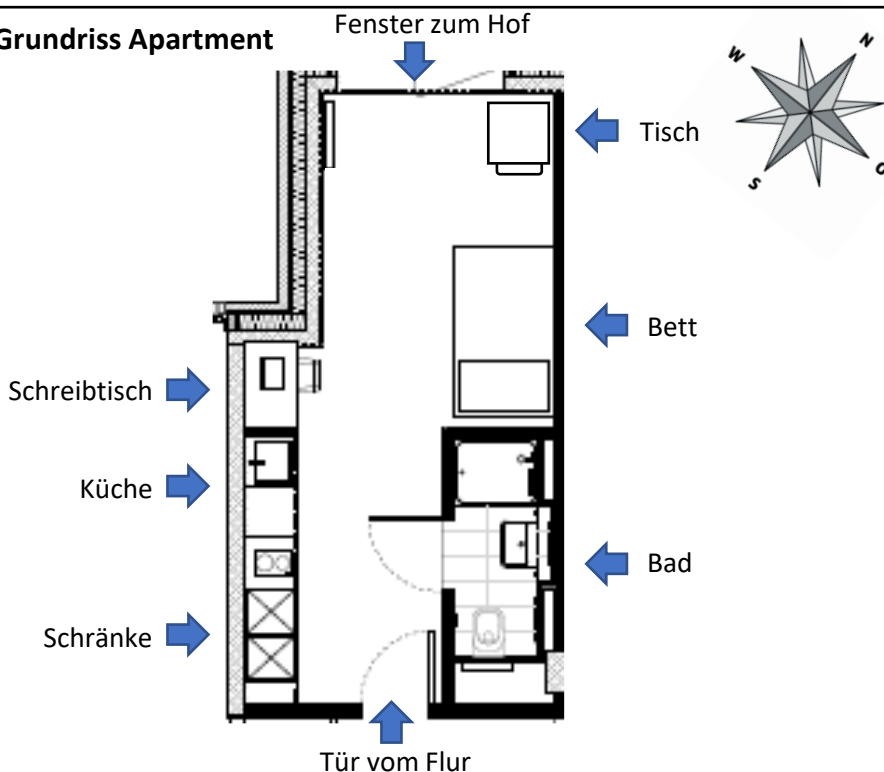 Grundriss Apartment
Fenster zum Hof
W
N
S
O
Tisch
Bett
Schreibtisch
Küche
Bad
Schränke
Tür vom Flur